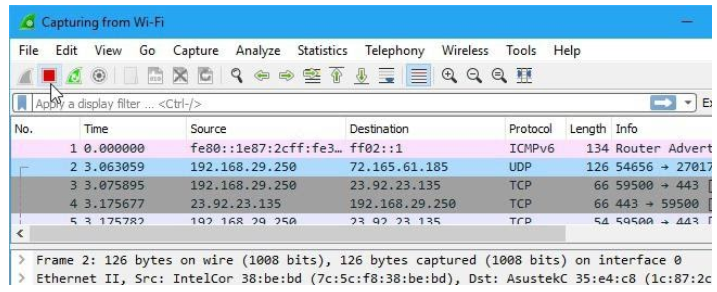 Capturing from Wi-Fi
File Edit View Go Capture Analyze Statistics Telephony Wireless Tools Help
Apply a display filter ... <Ctrl-/>
No. Time Source Destination Protocol Length Info
1 0.000000 fe80::1e87:2cff:fe3… ff02::1 ICMPv6 134 Router Advert
2 3.063059 192.168.29.250 72.165.61.185 UDP 126 54656 → 27017
3 3.075895 192.168.29.250 23.92.23.135 TCP 66 59500 → 443 [
4 3.175677 23.92.23.135 192.168.29.250 TCP 66 443 → 59500 [
5 3.175782 192.168.29.250 23.92.23.135 TCP 54 59500 → 443 [
> Frame 2: 126 bytes on wire (1008 bits), 126 bytes captured (1008 bits) on interface 0
> Ethernet II, Src: IntelCor 38:be:bd (7c:5c:f8:38:be:bd), Dst: AsustekC 35:e4:c8 (1c:87:2c